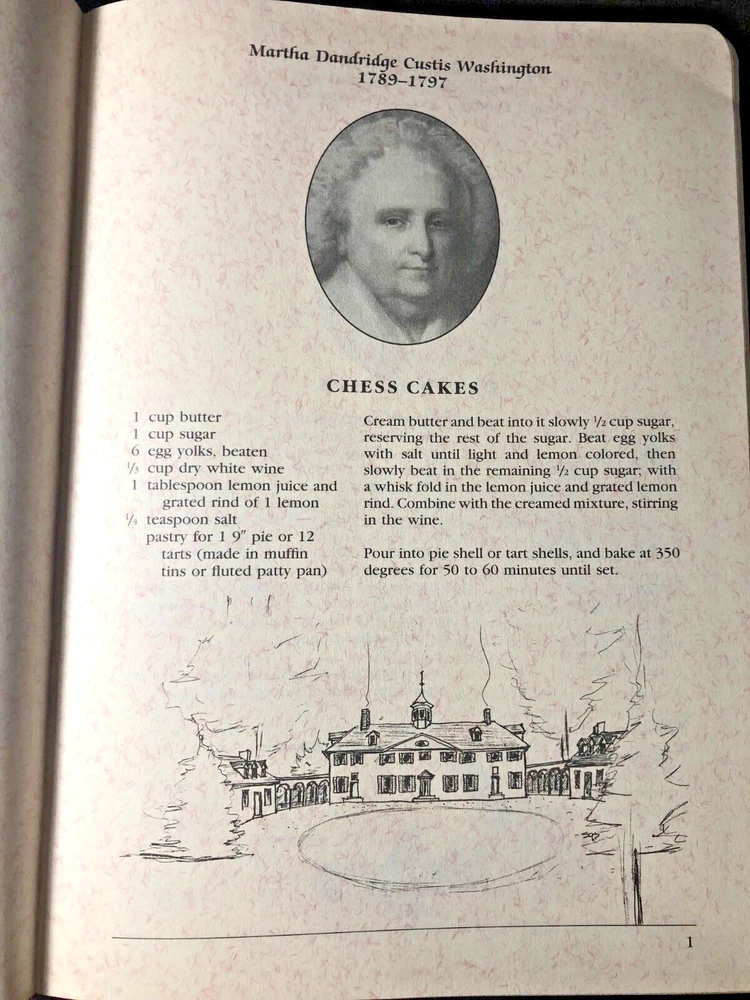 Martha Dandridge Custis Washington
1789–1797
CHESS CAKES
1 cup butter
1 cup sugar
6 egg yolks, beaten
⅓ cup dry white wine
1 tablespoon lemon juice and
grated rind of 1 lemon
¼ teaspoon salt
pastry for 1 9″ pie or 12
tarts (made in muffin
tins or fluted patty pan)
Cream butter and beat into it slowly ½ cup sugar,
reserving the rest of the sugar. Beat egg yolks
with salt until light and lemon colored, then
slowly beat in the remaining ½ cup sugar; with
a whisk fold in the lemon juice and grated lemon
rind. Combine with the creamed mixture, stirring
in the wine.
Pour into pie shell or tart shells, and bake at 350
degrees for 50 to 60 minutes until set.
1